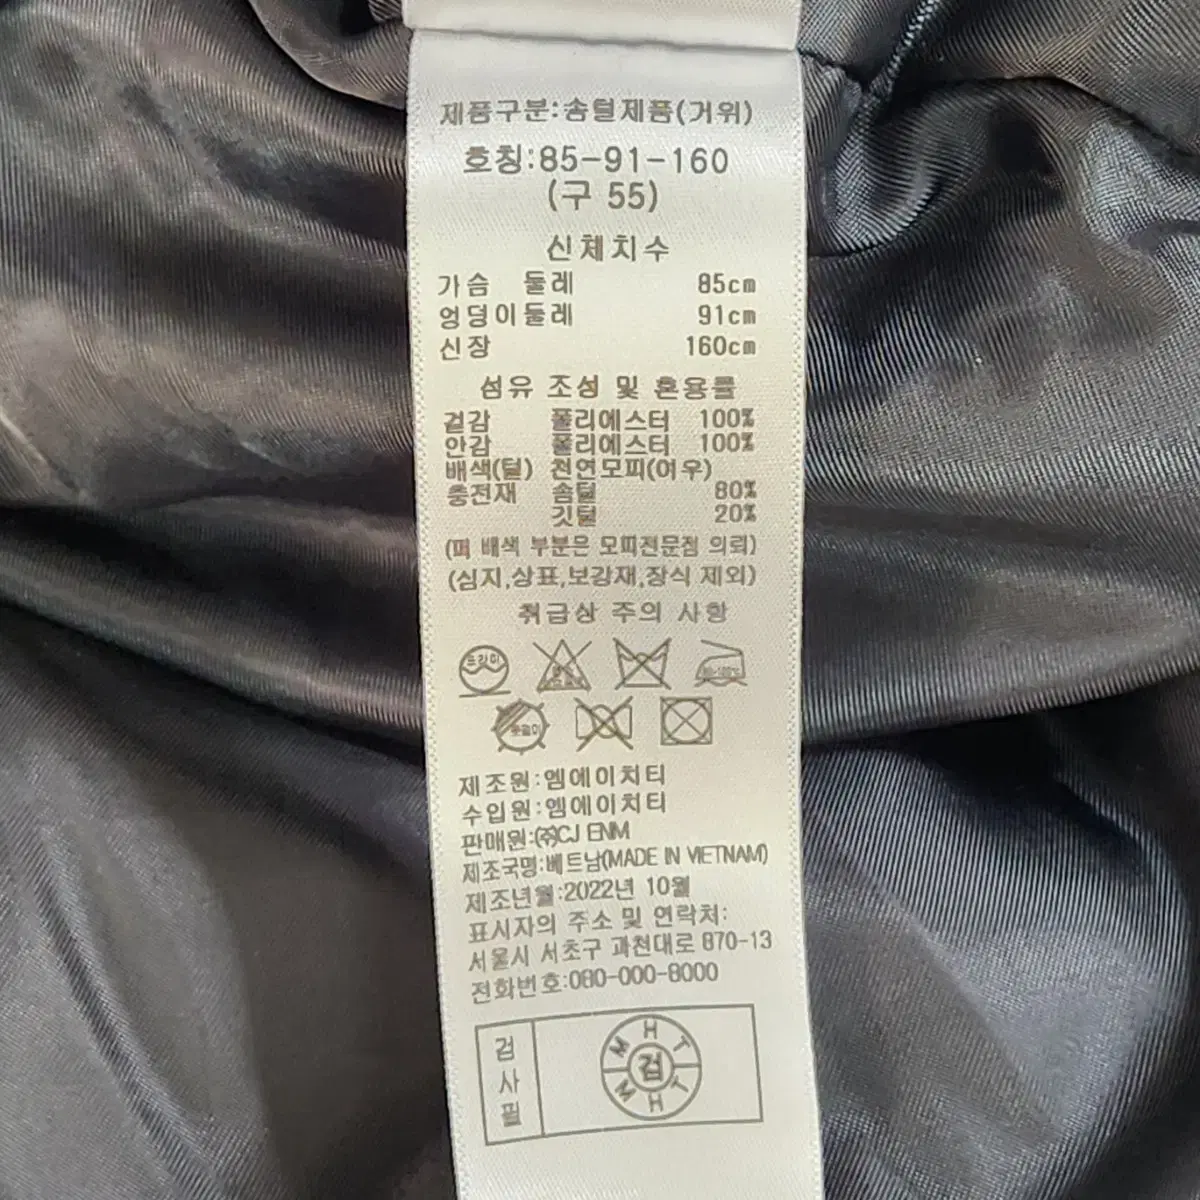 제품구분:솜털제품(거위)
호칭:85-91-160
(구 55)
신체치수
가슴 둘레 85cm
엉덩이둘레 91cm
신장 160cm
섬유 조성 및 혼용률
겉감 폴리에스터 100%
안감 폴리에스터 100%
배색(털) 천연모피(여우)
충전재 솜털 80%
깃털 20%
(퍼 배색 부분은 모피전문점 의뢰)
(심지,상표,보강재,장식 제외)
취급상 주의 사항
드라이
80~100℃
제조원:엠에이치티
수입원:엠에이치티
판매원:㈜CJ ENM
제조국명:베트남(MADE IN VIETNAM)
제조년월:2022년 10월
표시자의 주소 및 연락처:
서울시 서초구 과천대로 870-13
전화번호:080-000-8000
검사필
MHT
검
MHT